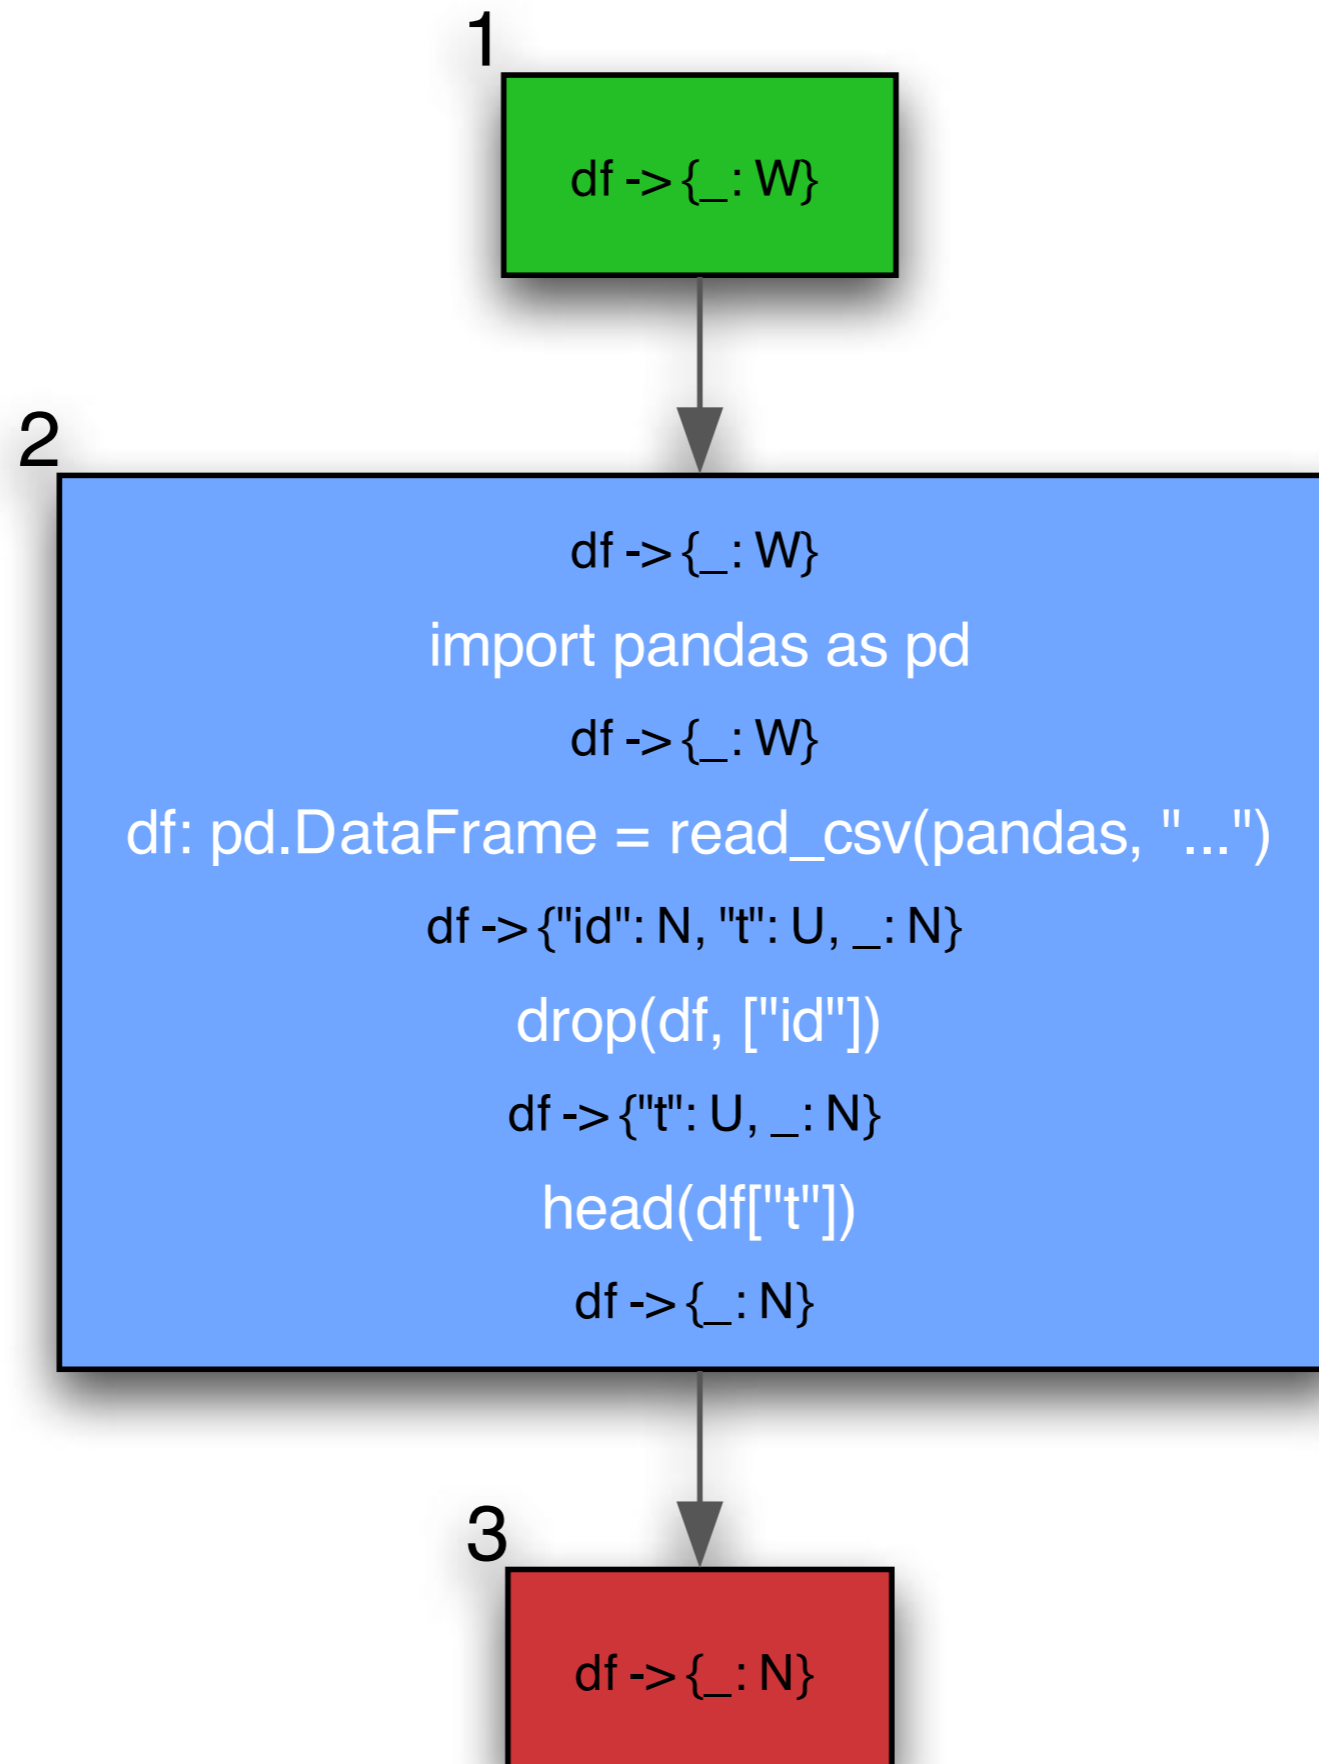 1
df -> {_: W}
2
df -> {_: W}
import pandas as pd
df -> {_: W}
df: pd.DataFrame = read_csv(pandas, "...")
df -> {"id": N, "t": U, _: N}
drop(df, ["id"])
df -> {"t": U, _: N}
head(df["t"])
df -> {_: N}
3
df -> {_: N}